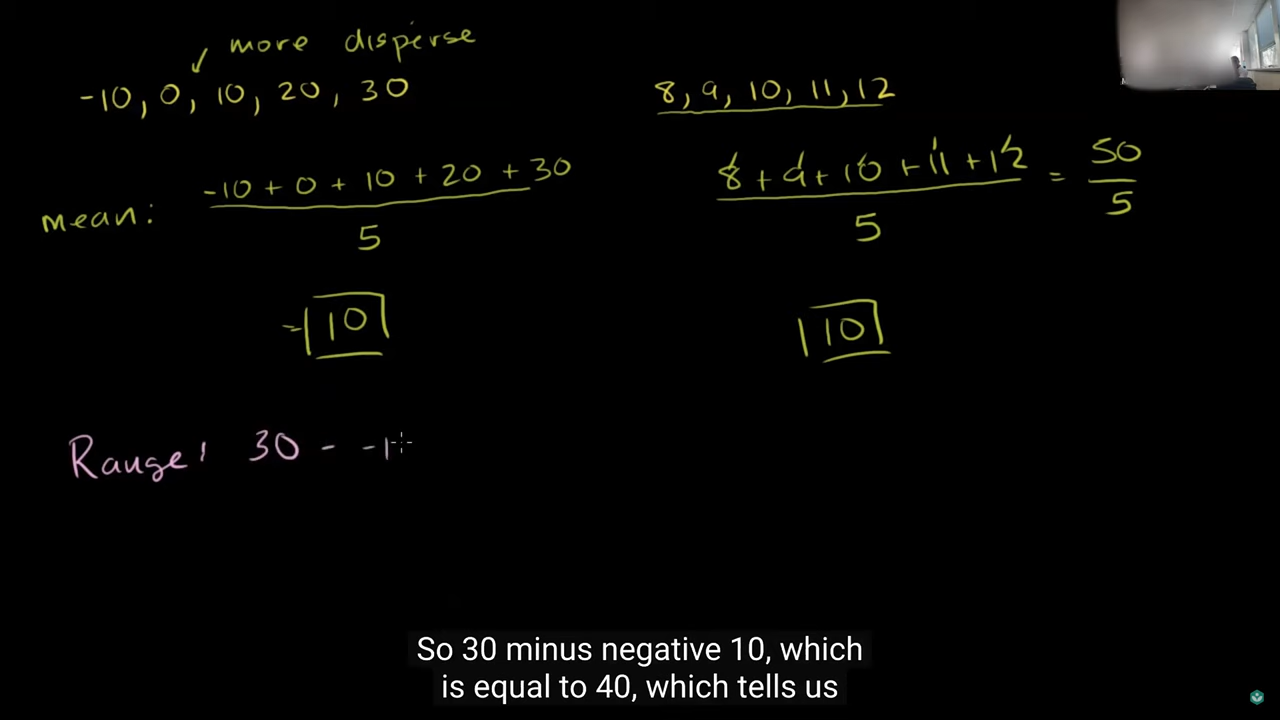 more disperse
-10, 0, 10, 20, 30
8, 9, 10, 11, 12
mean:
-10 + 0 + 10 + 20 + 30
5
8 + 9 + 10 + 11 + 12 = 50
5
5
= 10
10
Range: 30 - -1
So 30 minus negative 10, which
is equal to 40, which tells us